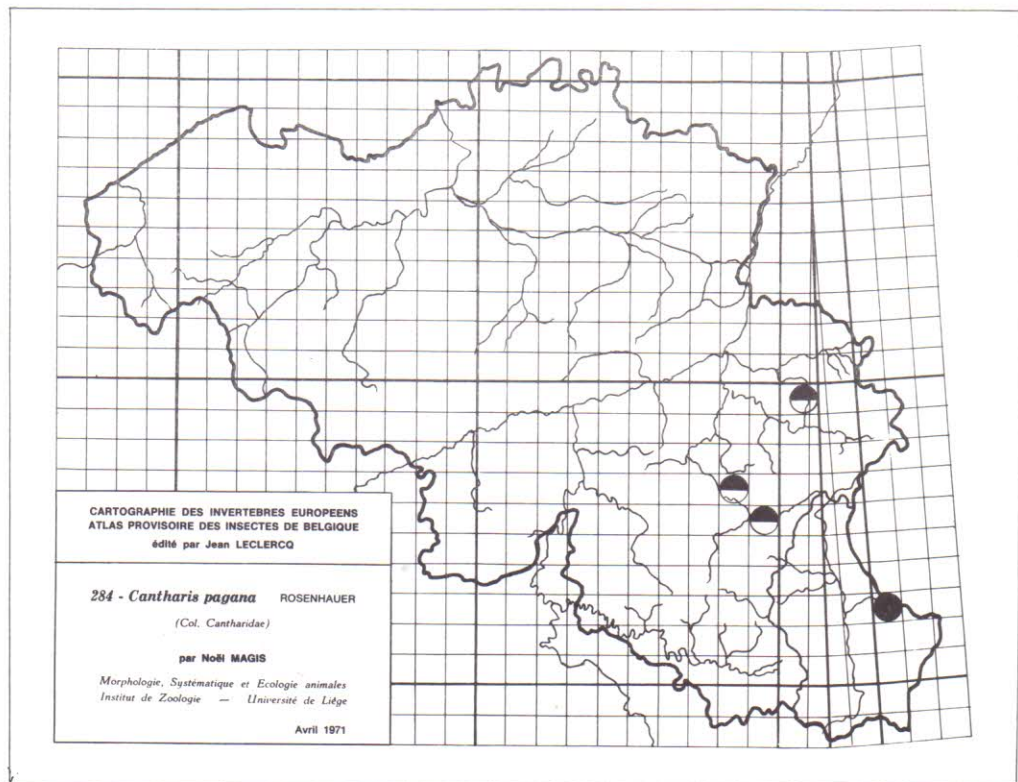 CARTOGRAPHIE DES INVERTEBRES EUROPEENS
ATLAS PROVISOIRE DES INSECTES DE BELGIQUE
édité par Jean LECLERCQ
284 - Cantharis pagana ROSENHAUER
(Col. Cantharidae)
par Noël MAGIS
Morphologie, Systématique et Ecologie animales
Institut de Zoologie — Université de Liège
Avril 1971